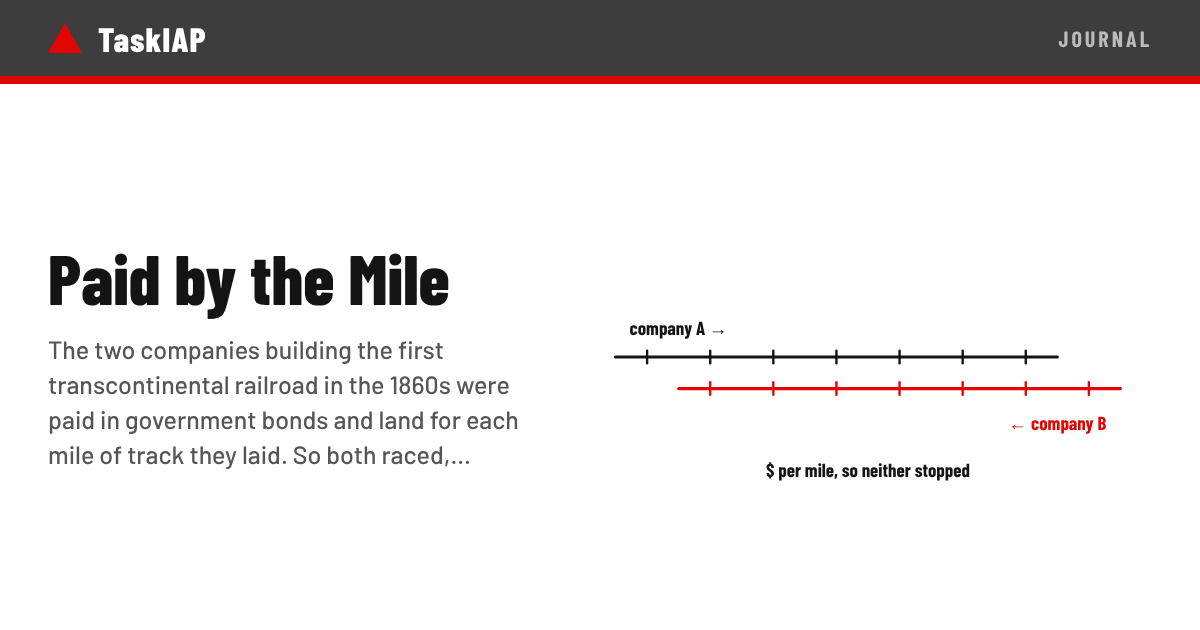 TaskIAP
JOURNAL
Paid by the Mile
The two companies building the first
transcontinental railroad in the 1860s were
paid in government bonds and land for each
mile of track they laid. So both raced,...
company A →
← company B
$ per mile, so neither stopped